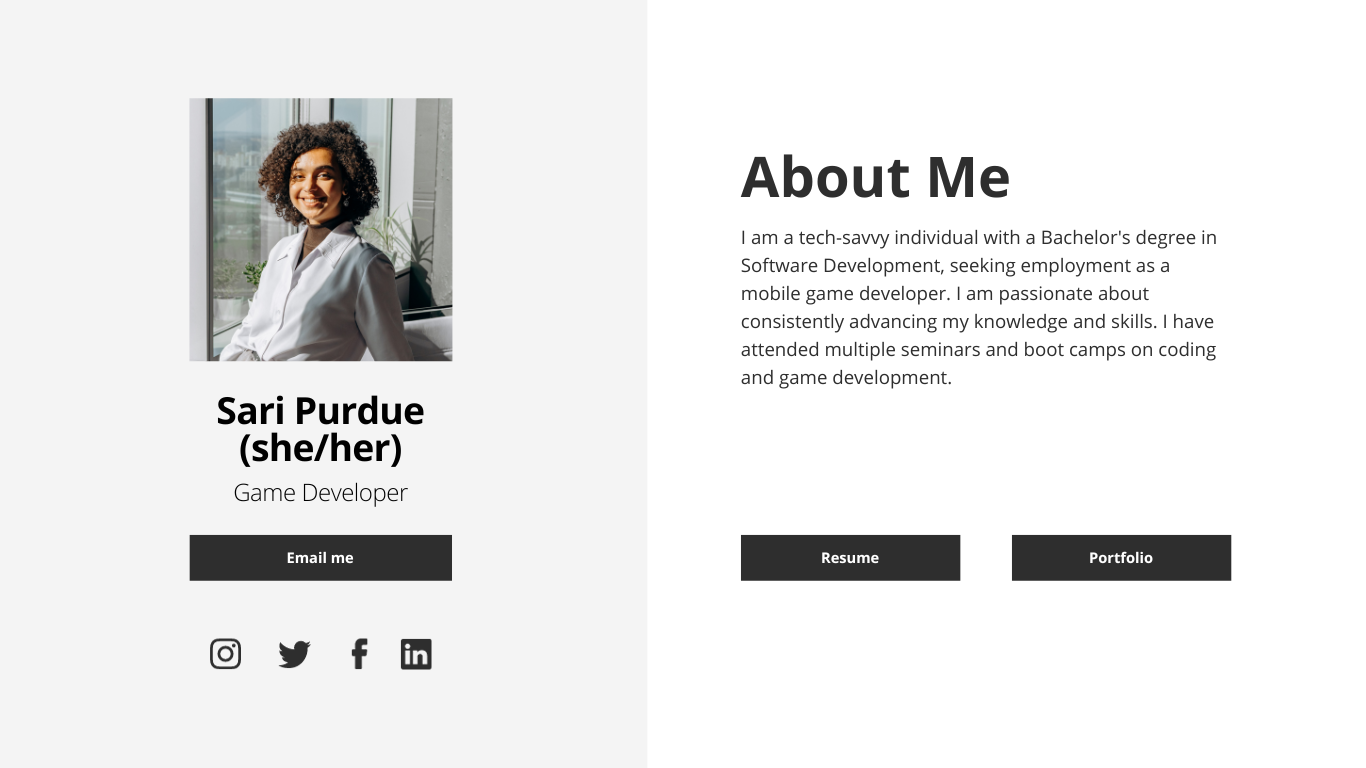 Sari Purdue
(she/her)
Game Developer
Email me
About Me
I am a tech-savvy individual with a Bachelor's degree in
Software Development, seeking employment as a
mobile game developer. I am passionate about
consistently advancing my knowledge and skills. I have
attended multiple seminars and boot camps on coding
and game development.
Resume
Portfolio